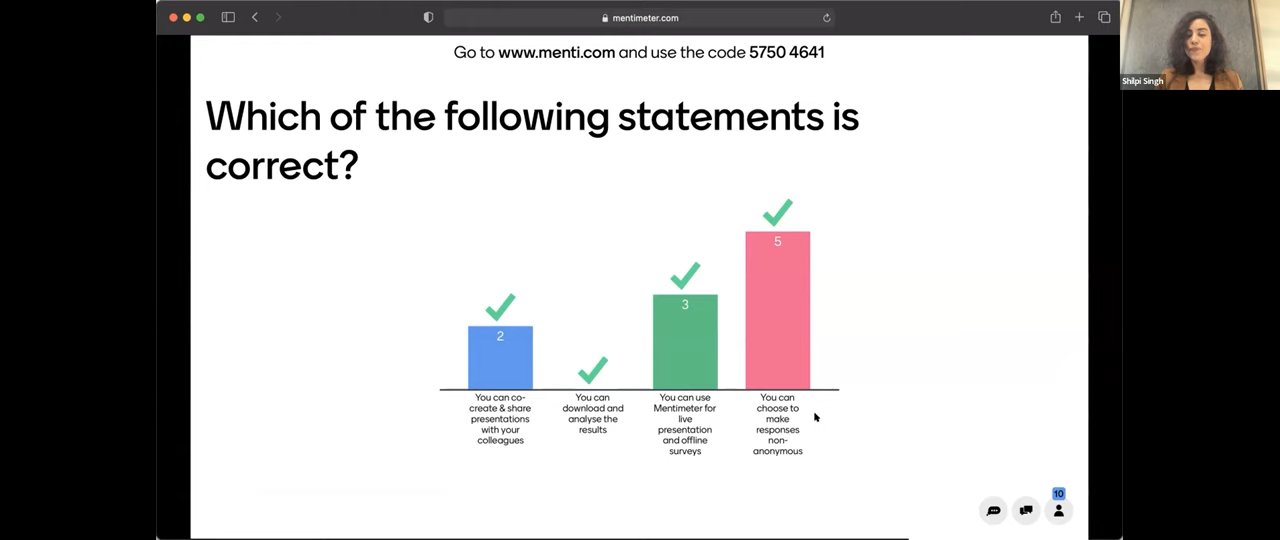 mentimeter.com
Go to www.menti.com and use the code 5750 4641
Shilpi Singh
Which of the following statements is
correct?
2
3
5
You can co-
create & share
presentations
with your
colleagues
You can
download and
analyse the
results
You can use
Mentimeter for
live
presentation
and offline
surveys
You can
choose to
make
responses
non-
anonymous
10